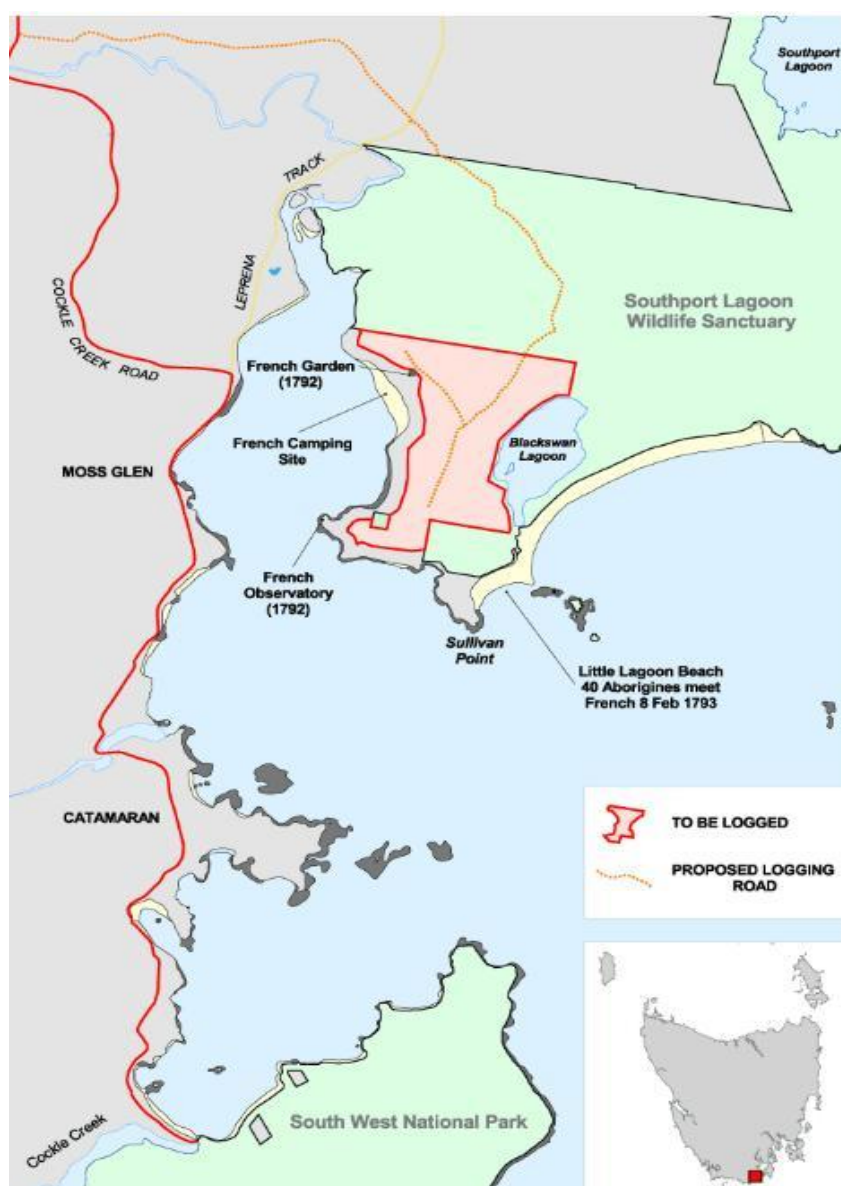 Southport
Lagoon
TRACK
LEPRENA
COCKLE CREEK ROAD
Southport Lagoon
Wildlife Sanctuary
French Garden
(1792)
French Camping
Site
Blackswan
Lagoon
MOSS GLEN
French
Observatory
(1792)
Sullivan
Point
Little Lagoon Beach
40 Aborigines meet
French 8 Feb 1793
CATAMARAN
TO BE LOGGED
PROPOSED LOGGING
ROAD
South West National Park
Cockle Creek